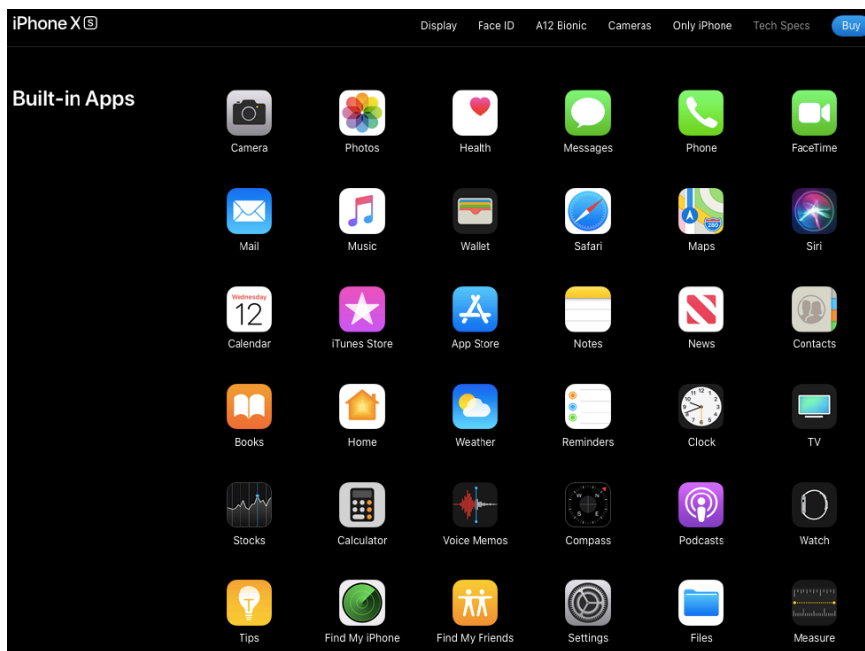 iPhone XS
Display Face ID A12 Bionic Cameras Only iPhone Tech Specs Buy
Built-in Apps
Camera Photos Health Messages Phone FaceTime
280
Mail Music Wallet Safari Maps Siri
Wednesday
12
Calendar iTunes Store App Store Notes News Contacts
Books Home Weather Reminders Clock TV
W N
S E
Stocks Calculator Voice Memos Compass Podcasts Watch
Tips Find My iPhone Find My Friends Settings Files Measure